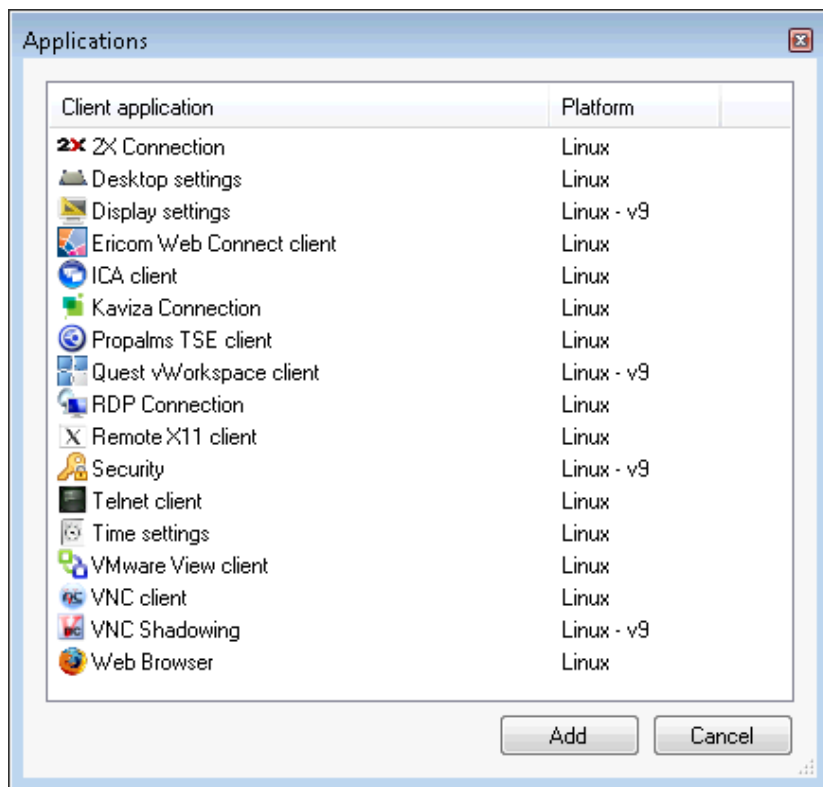 Applications
Client application Platform
2X 2X Connection Linux
Desktop settings Linux
Display settings Linux - v9
Ericom Web Connect client Linux
ICA client Linux
Kaviza Connection Linux
Propalms TSE client Linux
Quest vWorkspace client Linux - v9
RDP Connection Linux
X Remote X11 client Linux
Security Linux - v9
Telnet client Linux
Time settings Linux
VMware View client Linux
VNC client Linux
VNC Shadowing Linux - v9
Web Browser Linux
Add Cancel